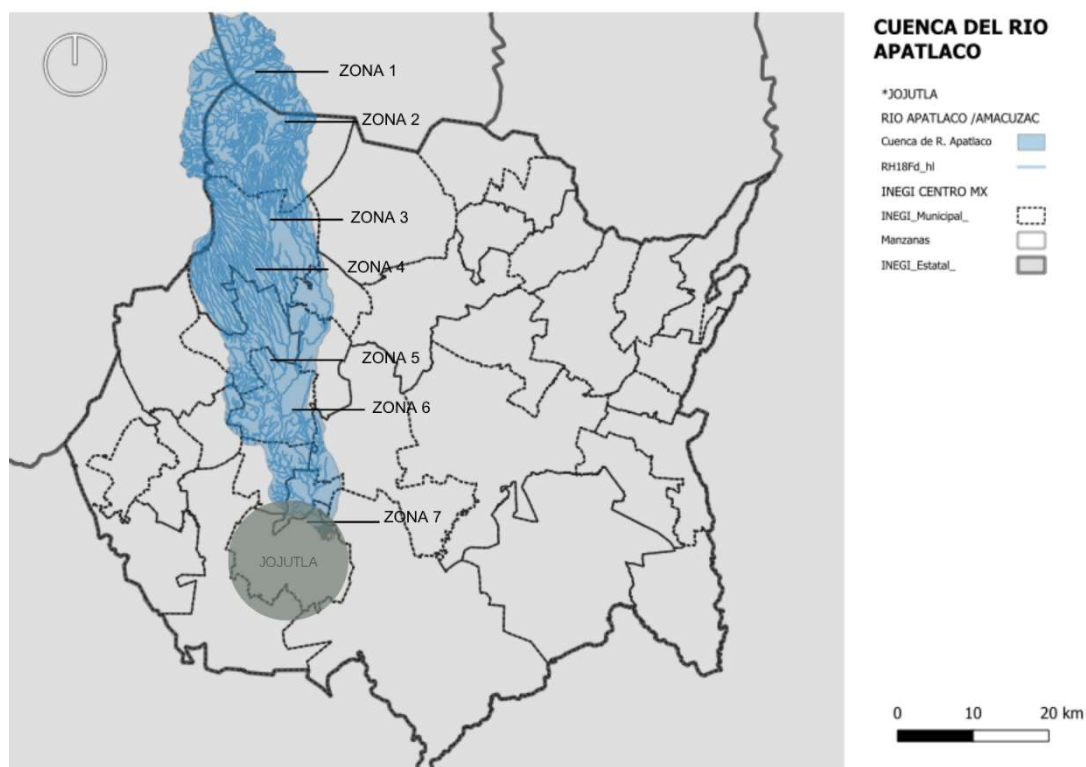 CUENCA DEL RIO
APATLACO
*JOJUTLA
RIO APATLACO /AMACUZAC
Cuenca de R. Apatlaco
RH18Fd_hl
INEGI CENTRO MX
INEGI_Municipal_
Manzanas
INEGI_Estatal_
ZONA 1
ZONA 2
ZONA 3
ZONA 4
ZONA 5
ZONA 6
ZONA 7
JOJUTLA
0 10 20 km